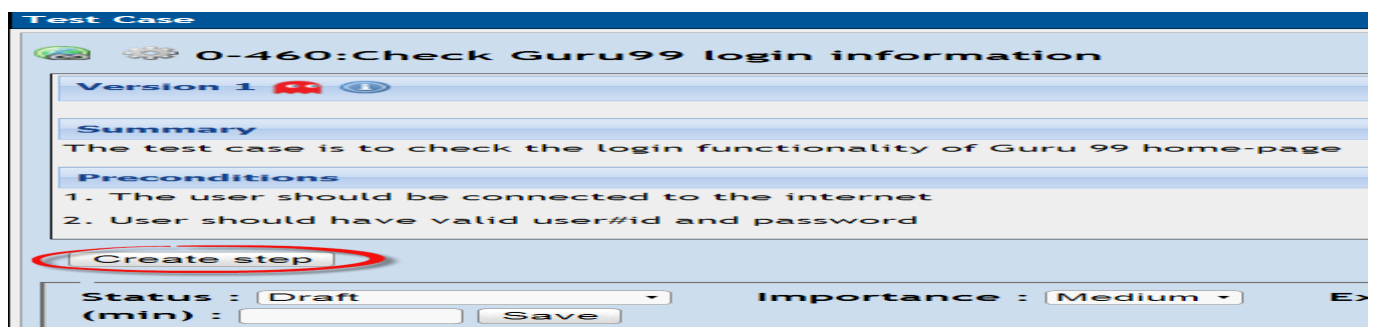 Test Case
0-460:Check Guru99 login information
Version 1
Summary
The test case is to check the login functionality of Guru 99 home-page
Preconditions
1. The user should be connected to the internet
2. User should have valid user#id and password
Create step
Status : Draft Importance : Medium Ex
(min) : Save